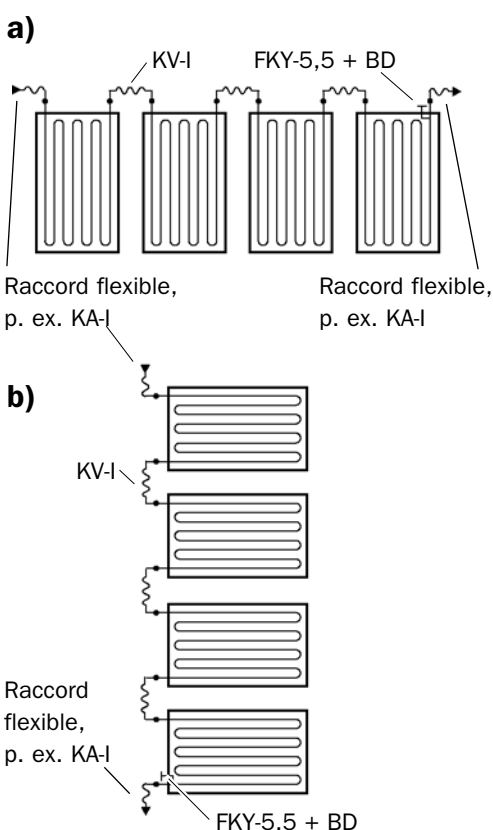 a)
KV-I
FKY-5,5 + BD
Raccord flexible,
p. ex. KA-I
Raccord flexible,
p. ex. KA-I
b)
KV-I
Raccord
flexible,
p. ex. KA-I
FKY-5,5 + BD